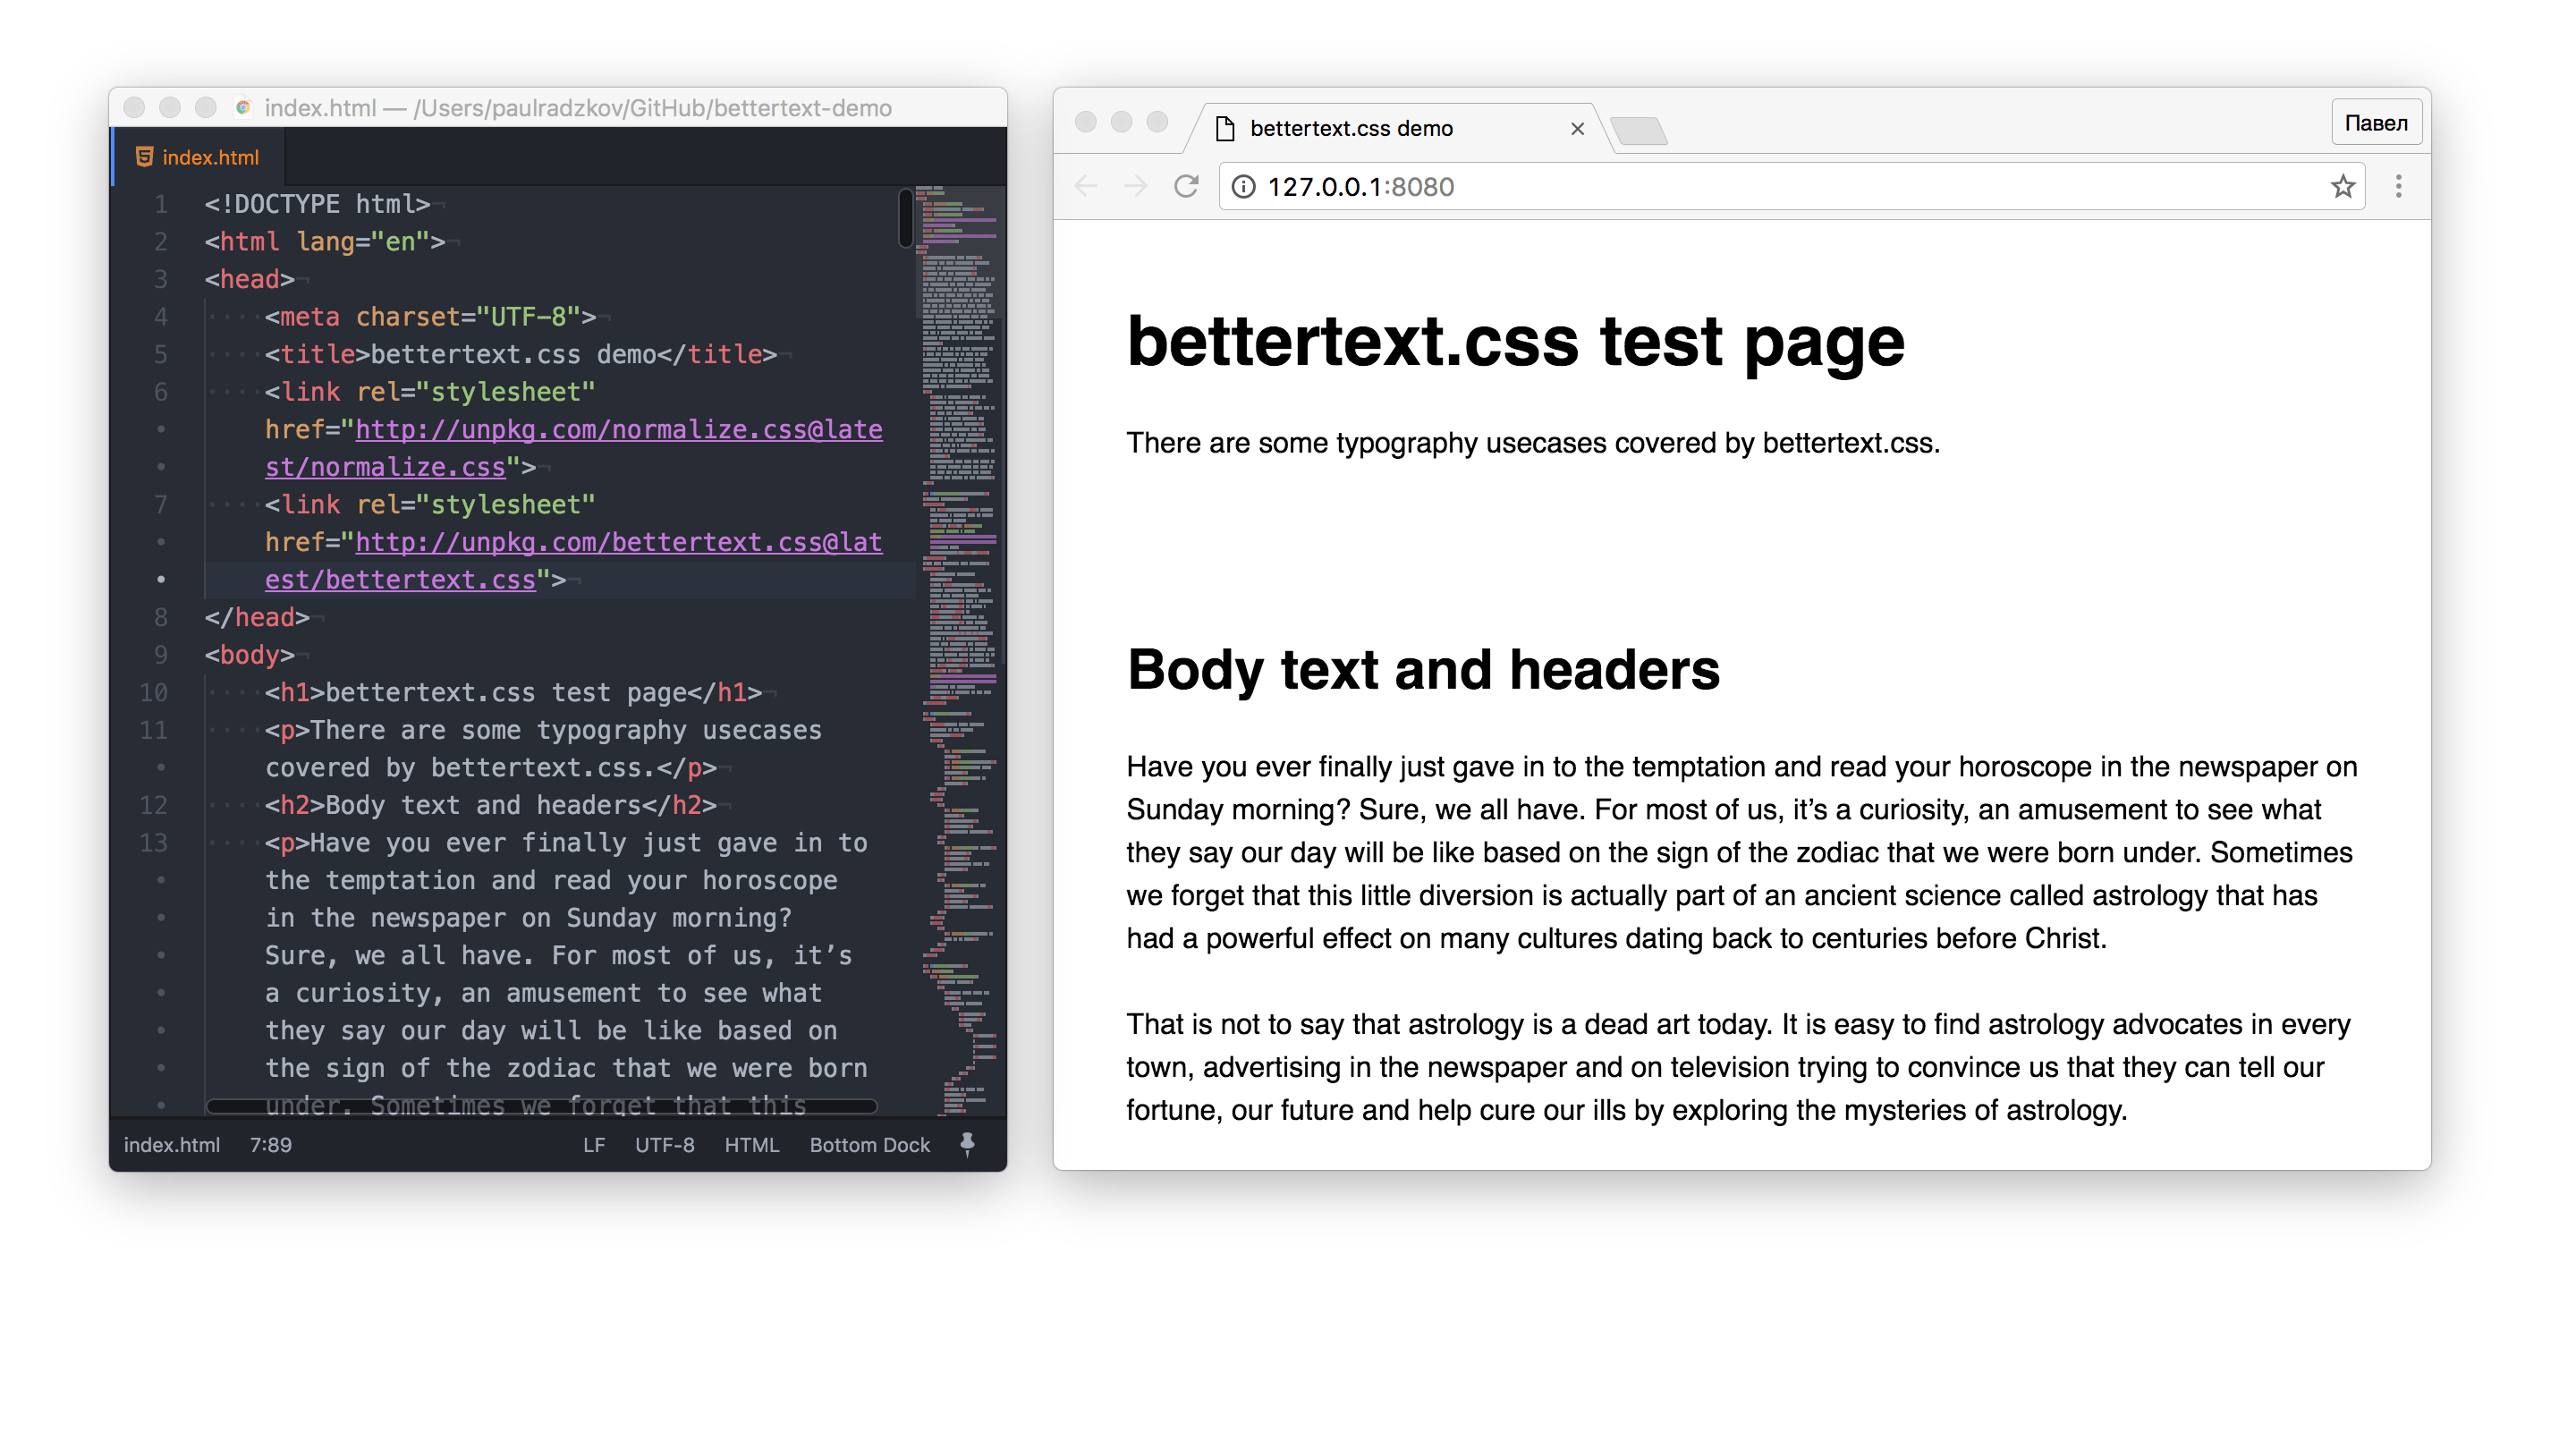 index.html — /Users/paulradzkov/GitHub/bettertext-demo
index.html
1 <!DOCTYPE html>¬
2 <html lang="en">¬
3 <head>¬
4 ····<meta charset="UTF-8">¬
5 ····<title>bettertext.css demo</title>¬
6 ····<link rel="stylesheet"
• href="http://unpkg.com/normalize.css@late
• st/normalize.css">¬
7 ····<link rel="stylesheet"
• href="http://unpkg.com/bettertext.css@lat
• est/bettertext.css">¬
8 </head>¬
9 <body>¬
10 ····<h1>bettertext.css test page</h1>¬
11 ····<p>There are some typography usecases
• covered by bettertext.css.</p>¬
12 ····<h2>Body text and headers</h2>¬
13 ····<p>Have you ever finally just gave in to
• the temptation and read your horoscope
• in the newspaper on Sunday morning?
• Sure, we all have. For most of us, it’s
• a curiosity, an amusement to see what
• they say our day will be like based on
• the sign of the zodiac that we were born
• under. Sometimes we forget that this
index.html 7:89 LF UTF-8 HTML Bottom Dock
bettertext.css demo
Павел
127.0.0.1:8080
bettertext.css test page
There are some typography usecases covered by bettertext.css.
Body text and headers
Have you ever finally just gave in to the temptation and read your horoscope in the newspaper on
Sunday morning? Sure, we all have. For most of us, it’s a curiosity, an amusement to see what
they say our day will be like based on the sign of the zodiac that we were born under. Sometimes
we forget that this little diversion is actually part of an ancient science called astrology that has
had a powerful effect on many cultures dating back to centuries before Christ.
That is not to say that astrology is a dead art today. It is easy to find astrology advocates in every
town, advertising in the newspaper and on television trying to convince us that they can tell our
fortune, our future and help cure our ills by exploring the mysteries of astrology.